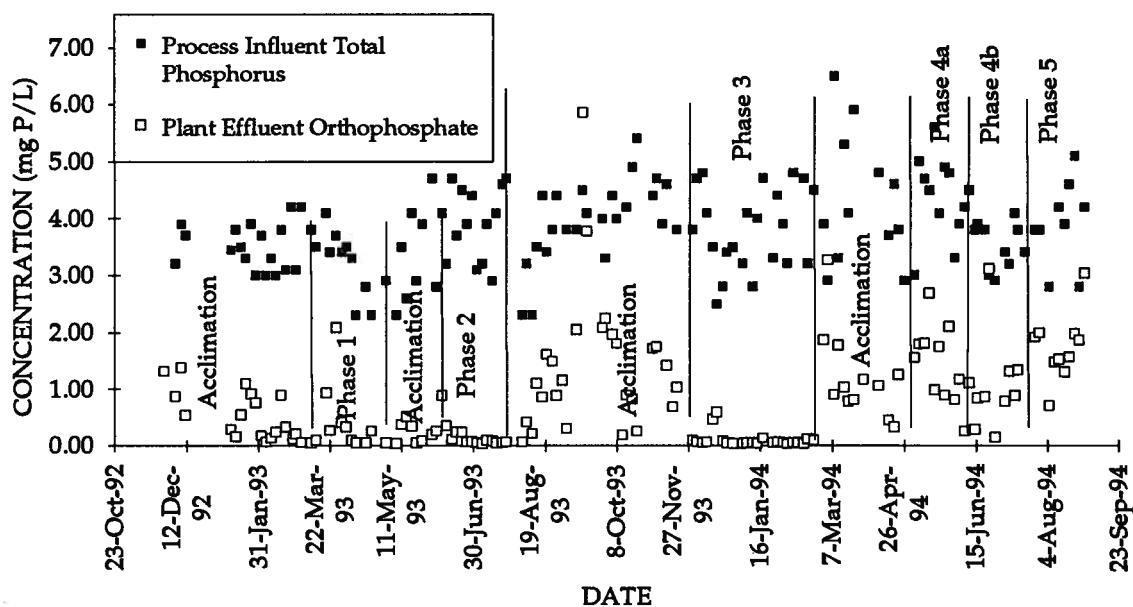 CONCENTRATION (mg P/L)
7.00
6.00
5.00
4.00
3.00
2.00
1.00
0.00
Process Influent Total
Phosphorus
Plant Effluent Orthophosphate
Acclimation
Phase 1
Acclimation
Phase 2
Acclimation
Phase 3
Acclimation
Phase 4a
Phase 4b
Phase 5
23-Oct-92
12-Dec-
92
31-Jan-93
22-Mar-
93
11-May-
93
30-Jun-93
19-Aug-
93
8-Oct-93
27-Nov-
93
16-Jan-94
7-Mar-94
26-Apr-
94
15-Jun-94
4-Aug-94
23-Sep-94
DATE